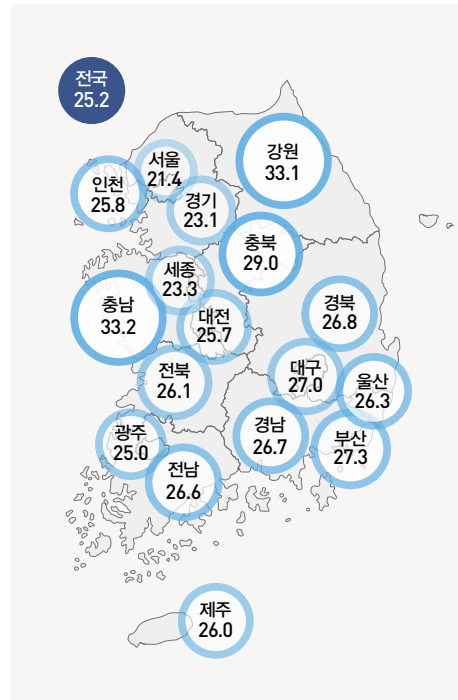 전국
25.2
서울
21.4
강원
33.1
인천
25.8
경기
23.1
충북
29.0
세종
23.3
충남
33.2
대전
25.7
경북
26.8
전북
26.1
대구
27.0
울산
26.3
광주
25.0
경남
26.7
부산
27.3
전남
26.6
제주
26.0